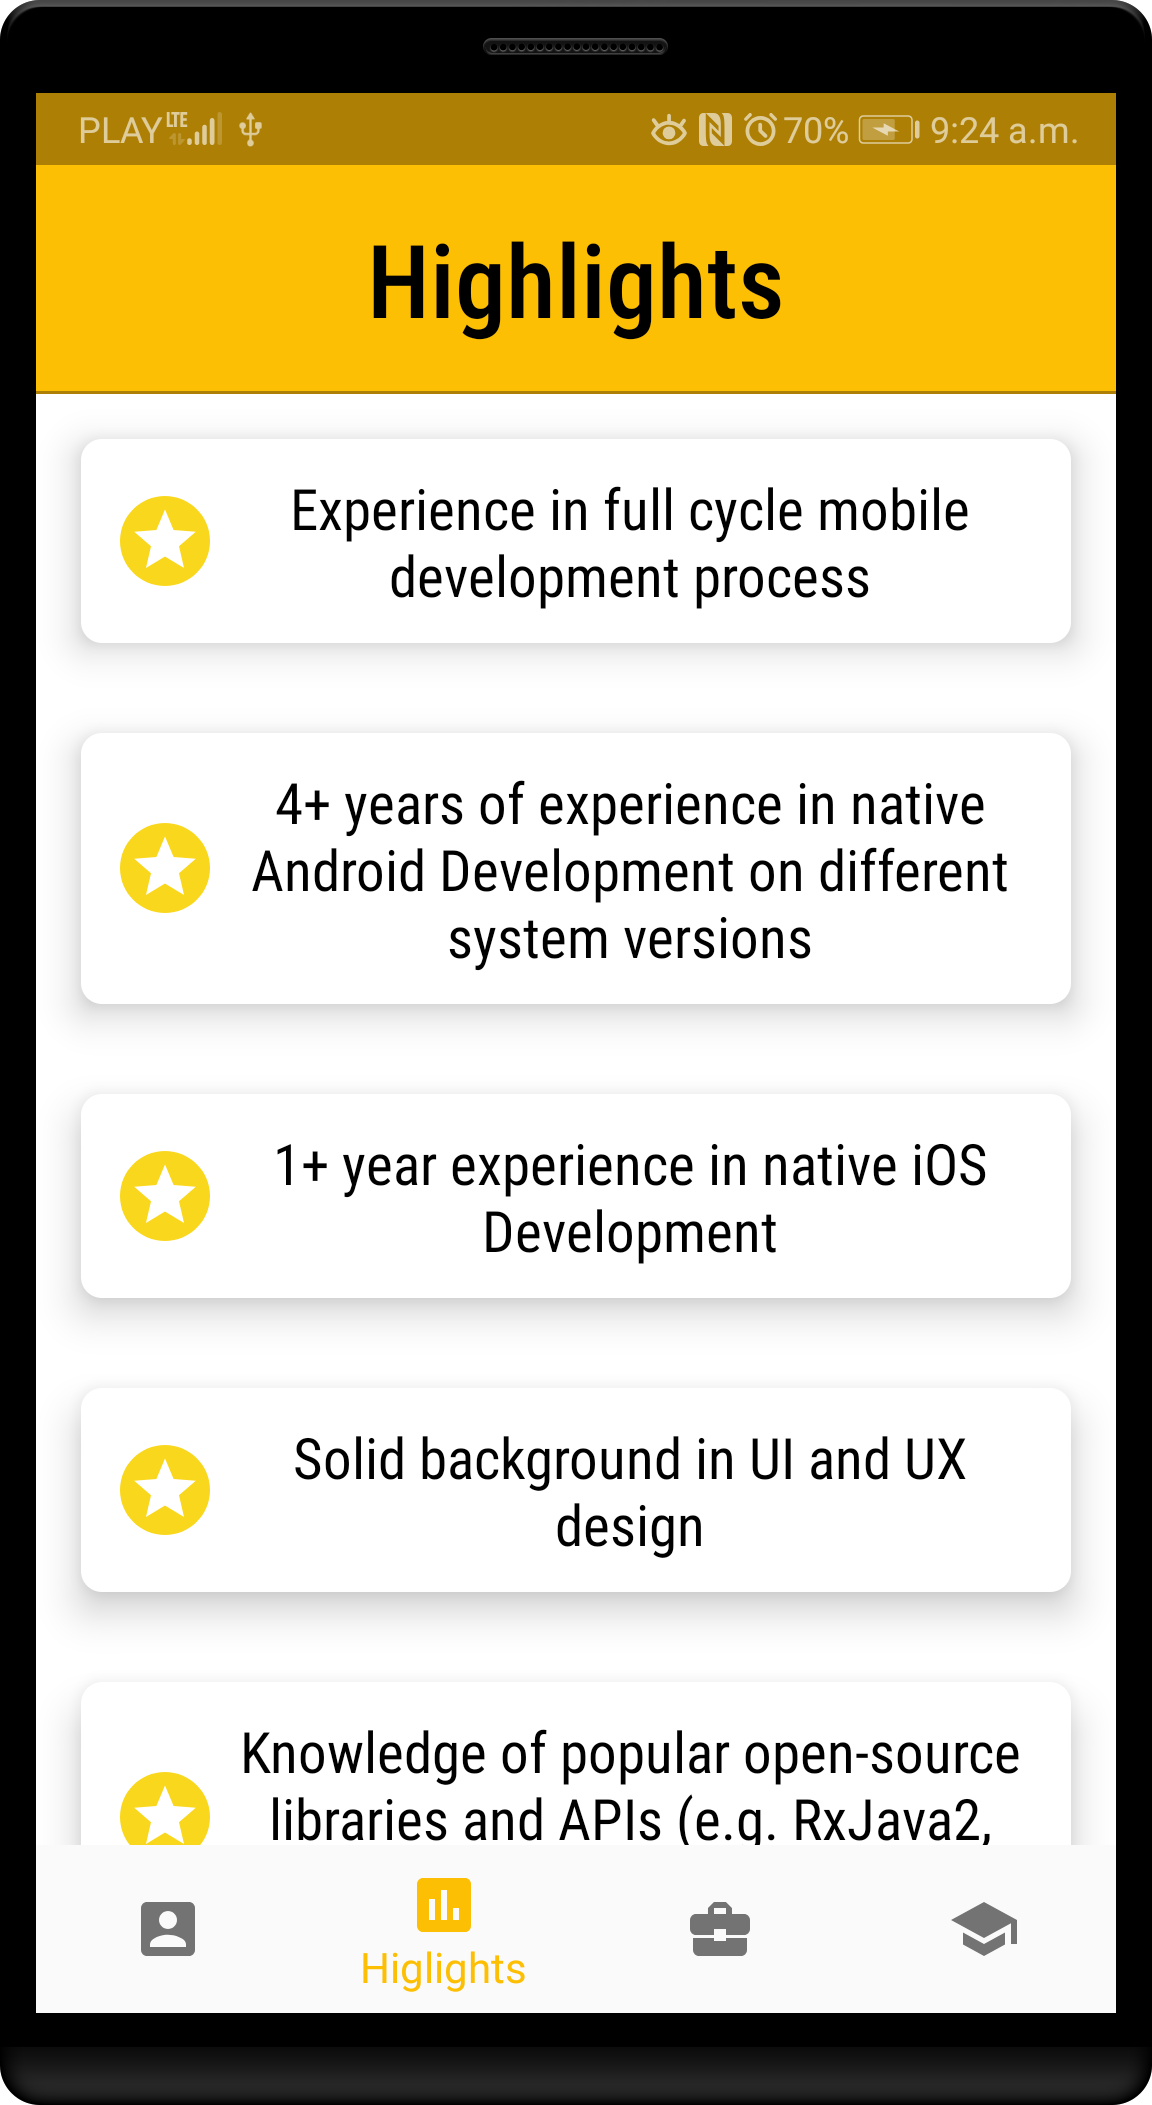 PLAY LTE 70% 9:24 a.m.
Highlights
Experience in full cycle mobile
development process
4+ years of experience in native
Android Development on different
system versions
1+ year experience in native iOS
Development
Solid background in UI and UX
design
Knowledge of popular open-source
libraries and APIs (e.g. RxJava2,
Higlights